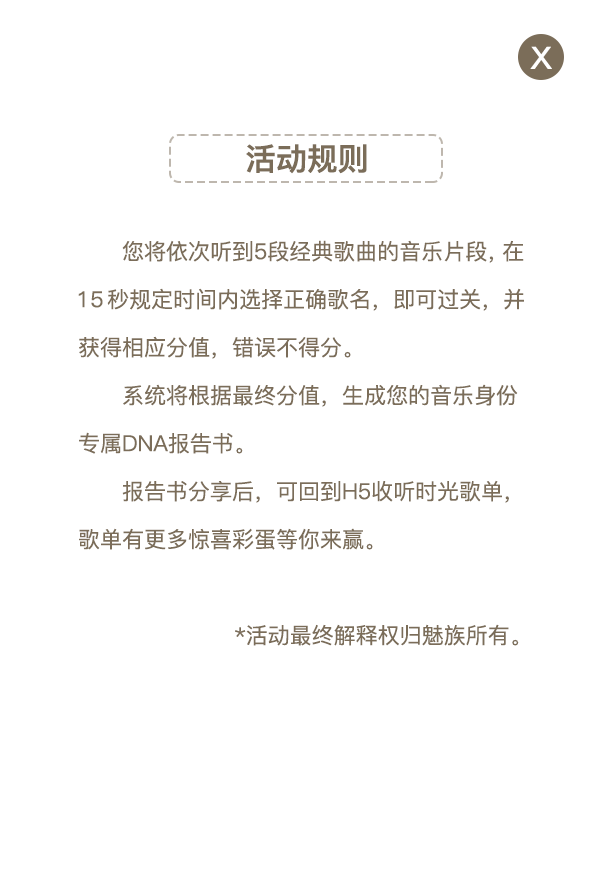 X
活动规则
您将依次听到5段经典歌曲的音乐片段，在
15秒规定时间内选择正确歌名，即可过关，并
获得相应分值，错误不得分。
系统将根据最终分值，生成您的音乐身份
专属DNA报告书。
报告书分享后，可回到H5收听时光歌单，
歌单有更多惊喜彩蛋等你来赢。
*活动最终解释权归魅族所有。